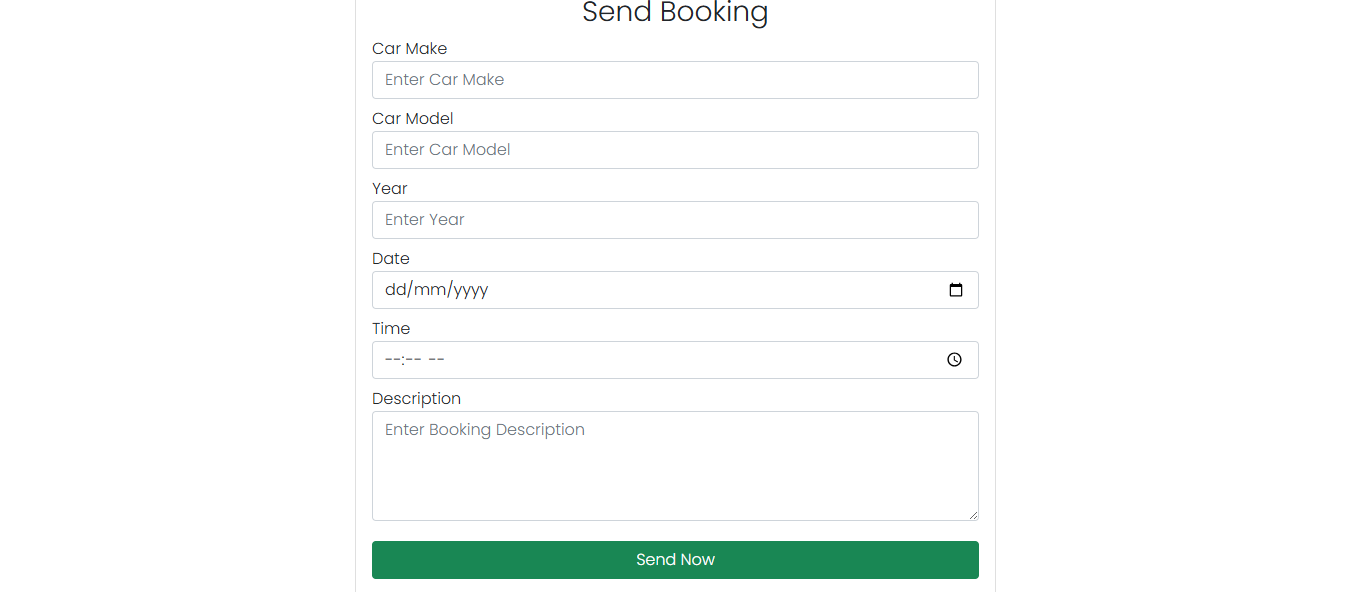 Send Booking
Car Make
Enter Car Make
Car Model
Enter Car Model
Year
Enter Year
Date
dd/mm/yyyy
Time
--:-- --
Description
Enter Booking Description
Send Now